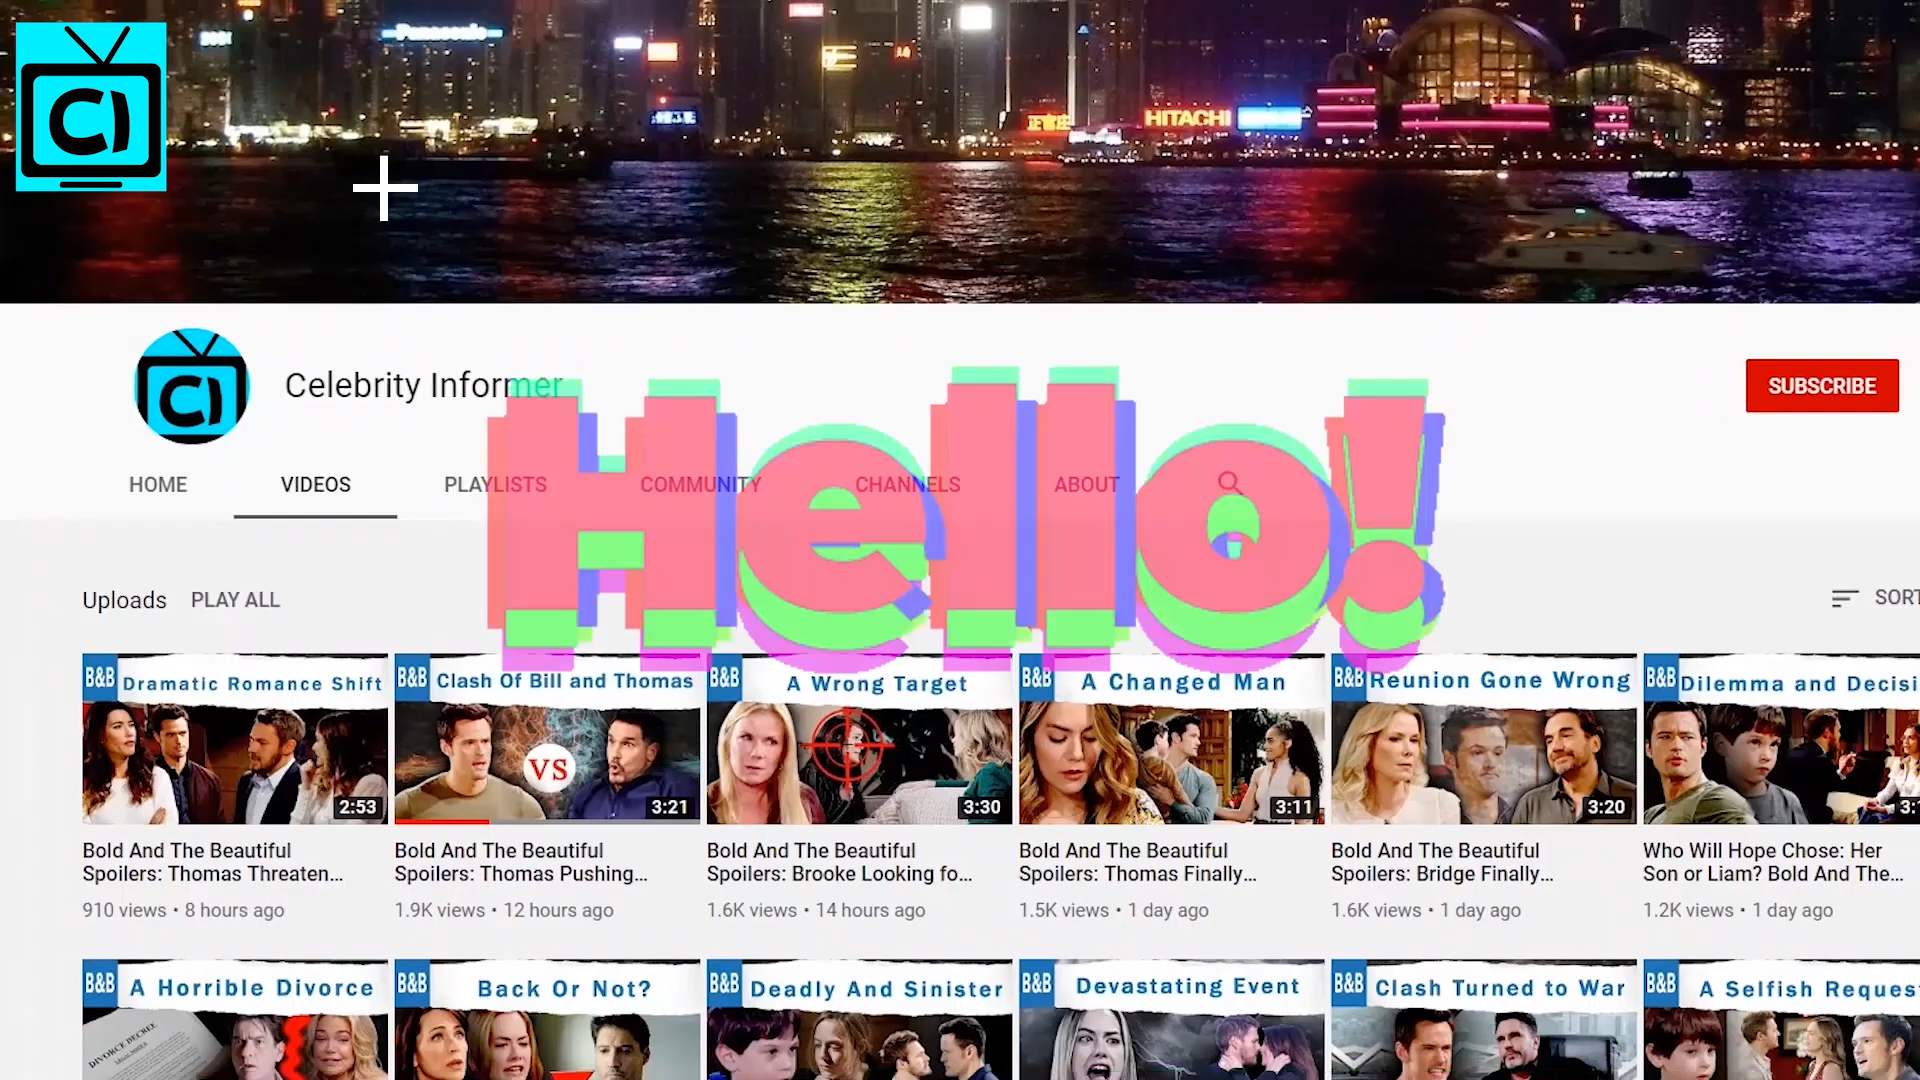 Panasonic
正官庄
HITACHI
CI
CI
Celebrity Informer
SUBSCRIBE
Hello!
HOME
VIDEOS
PLAYLISTS
COMMUNITY
CHANNELS
ABOUT
Uploads
PLAY ALL
SORT
B&B Dramatic Romance Shift
B&B Clash Of Bill and Thomas
B&B A Wrong Target
B&B A Changed Man
B&B Reunion Gone Wrong
B&B Dilemma and Decisi
VS
2:53
3:21
3:30
3:11
3:20
Bold And The Beautiful
Spoilers: Thomas Threaten...
910 views • 8 hours ago
Bold And The Beautiful
Spoilers: Thomas Pushing...
1.9K views • 12 hours ago
Bold And The Beautiful
Spoilers: Brooke Looking fo...
1.6K views • 14 hours ago
Bold And The Beautiful
Spoilers: Thomas Finally...
1.5K views • 1 day ago
Bold And The Beautiful
Spoilers: Bridge Finally...
1.6K views • 1 day ago
Who Will Hope Chose: Her
Son or Liam? Bold And The...
1.2K views • 1 day ago
B&B A Horrible Divorce
B&B Back Or Not?
B&B Deadly And Sinister
B&B Devastating Event
B&B Clash Turned to War
B&B A Selfish Reques
DIVORCE DECREE